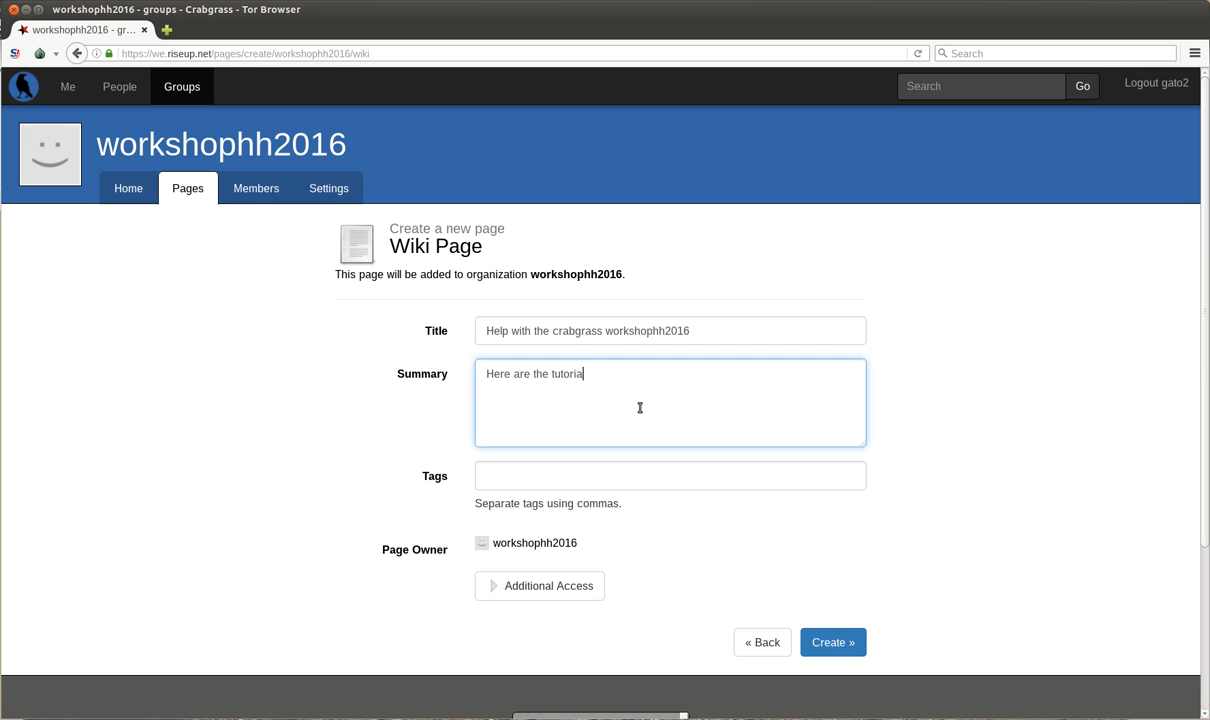 workshophh2016 - groups - Crabgrass - Tor Browser
workshophh2016 - gr...
https://we.riseup.net/pages/create/workshophh2016/wiki
Search
Me People Groups
Search Go Logout gato2
workshophh2016
Home Pages Members Settings
Create a new page
Wiki Page
This page will be added to organization workshophh2016.
Title Help with the crabgrass workshophh2016
Summary Here are the tutoria
Tags
Separate tags using commas.
Page Owner workshophh2016
Additional Access
« Back Create »